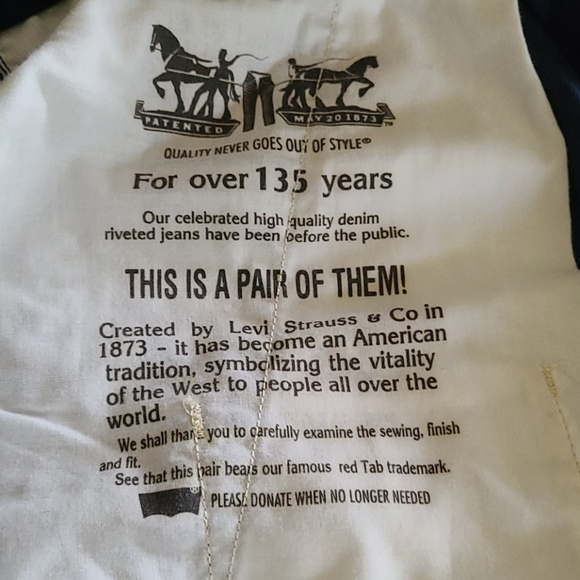 PATENTED MAY 20 1873 ™
QUALITY NEVER GOES OUT OF STYLE®
For over 135 years
Our celebrated high quality denim
riveted jeans have been before the public.
THIS IS A PAIR OF THEM!
Created by Levi Strauss & Co in
1873 - it has become an American
tradition, symbolizing the vitality
of the West to people all over the
world.
We shall thank you to carefully examine the sewing, finish
and fit.
See that this pair bears our famous red Tab trademark.
PLEASE DONATE WHEN NO LONGER NEEDED